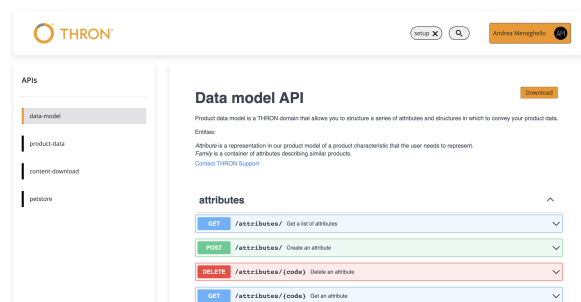 THRON
setup X
Andrea Meneghello AM
APIs
data-model
product-data
content-download
petstore
Data model API
Download
Product data model is a THRON domain that allows you to structure a series of attributes and structures in which to convey your product data.
Entities:
Attribute is a representation in our product model of a product characteristic that the user needs to represent.
Family is a container of attributes describing similar products.
Contact THRON Support
attributes
GET /attributes/ Get a list of attributes
POST /attributes/ Create an attribute
DELETE /attributes/{code} Delete an attribute
GET /attributes/{code} Get an attribute